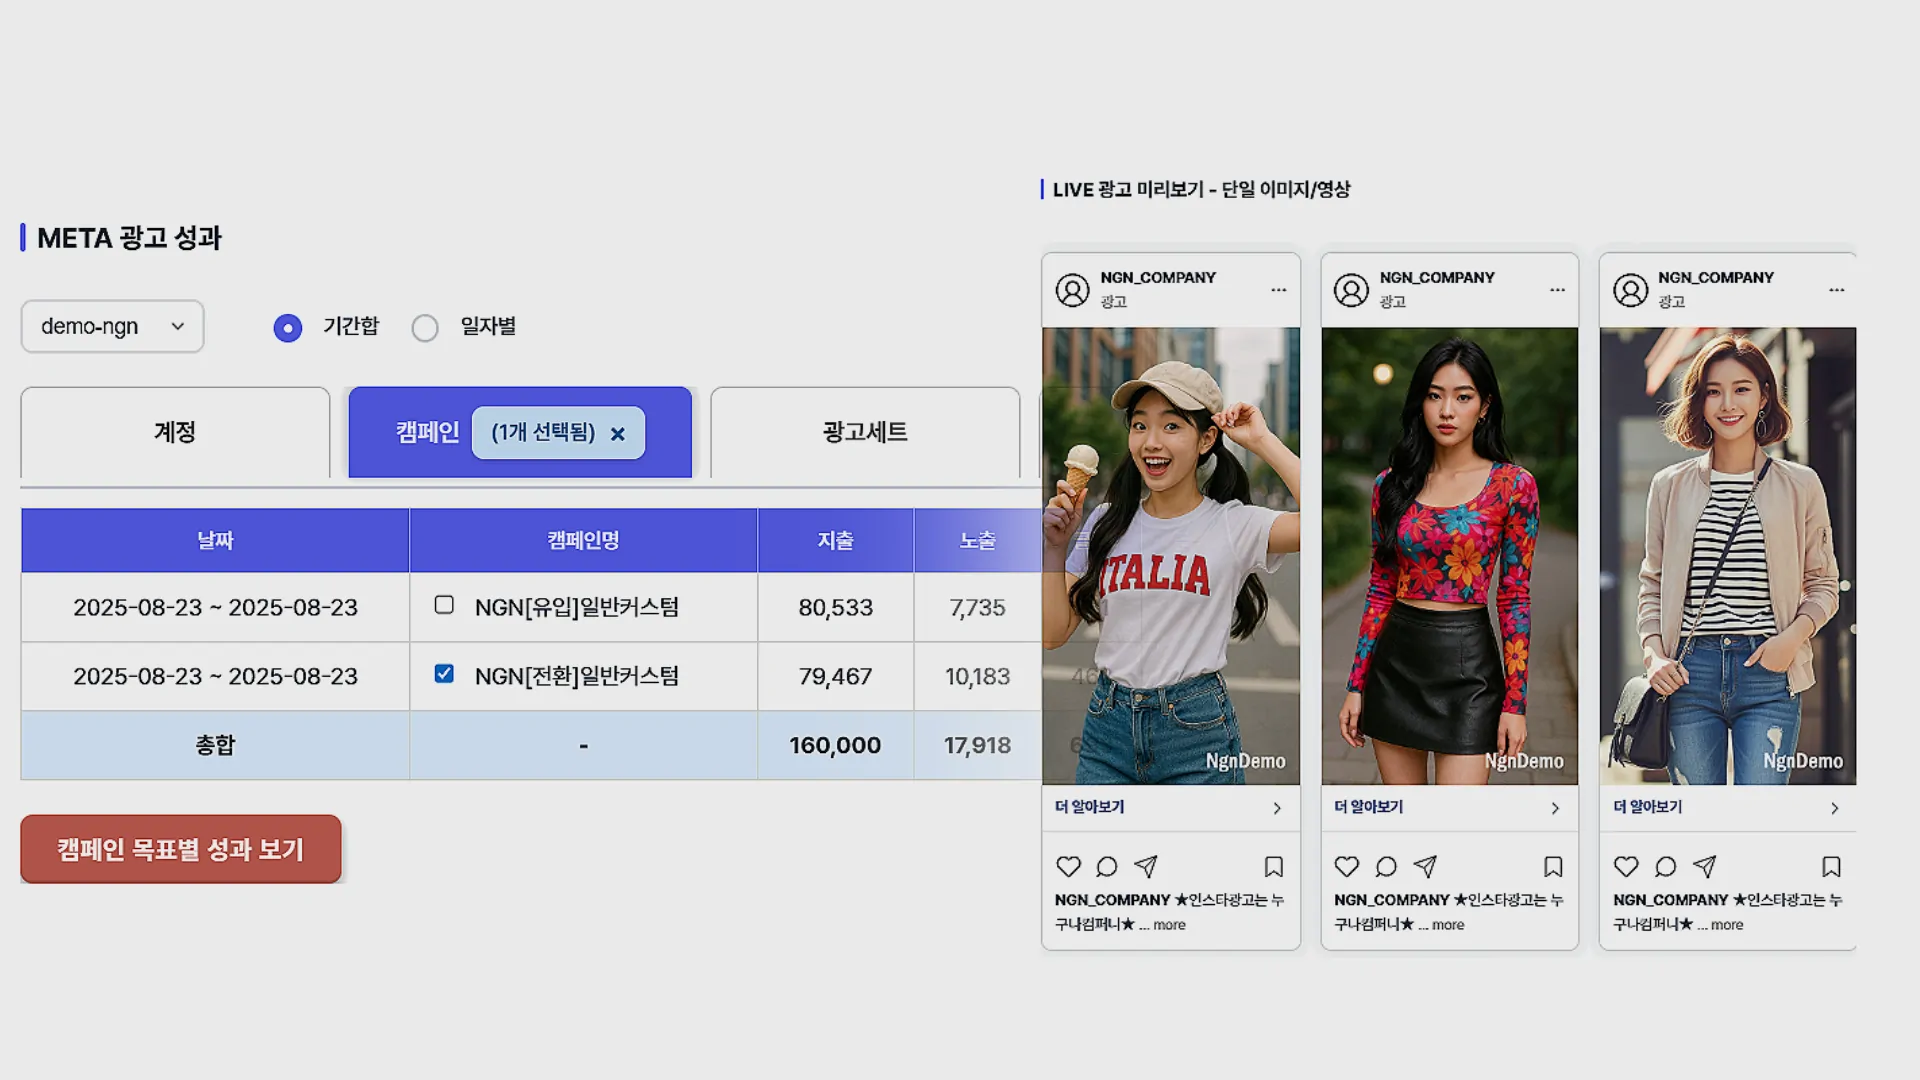 META 광고 성과
demo-ngn
기간합
일자별
계정
캠페인 (1개 선택됨) ×
광고세트
날짜 캠페인명 지출 노출
2025-08-23 ~ 2025-08-23 NGN[유입]일반커스텀 80,533 7,735
2025-08-23 ~ 2025-08-23 NGN[전환]일반커스텀 79,467 10,183
총합 - 160,000 17,918
캠페인 목표별 성과 보기
LIVE 광고 미리보기 - 단일 이미지/영상
NGN_COMPANY
광고
ITALIA
NgnDemo
더 알아보기
NGN_COMPANY ★인스타광고는 누
구나컴퍼니★ ... more
NGN_COMPANY
광고
NgnDemo
더 알아보기
NGN_COMPANY ★인스타광고는 누
구나컴퍼니★ ... more
NGN_COMPANY
광고
NgnDemo
더 알아보기
NGN_COMPANY ★인스타광고는 누
구나컴퍼니★ ... more